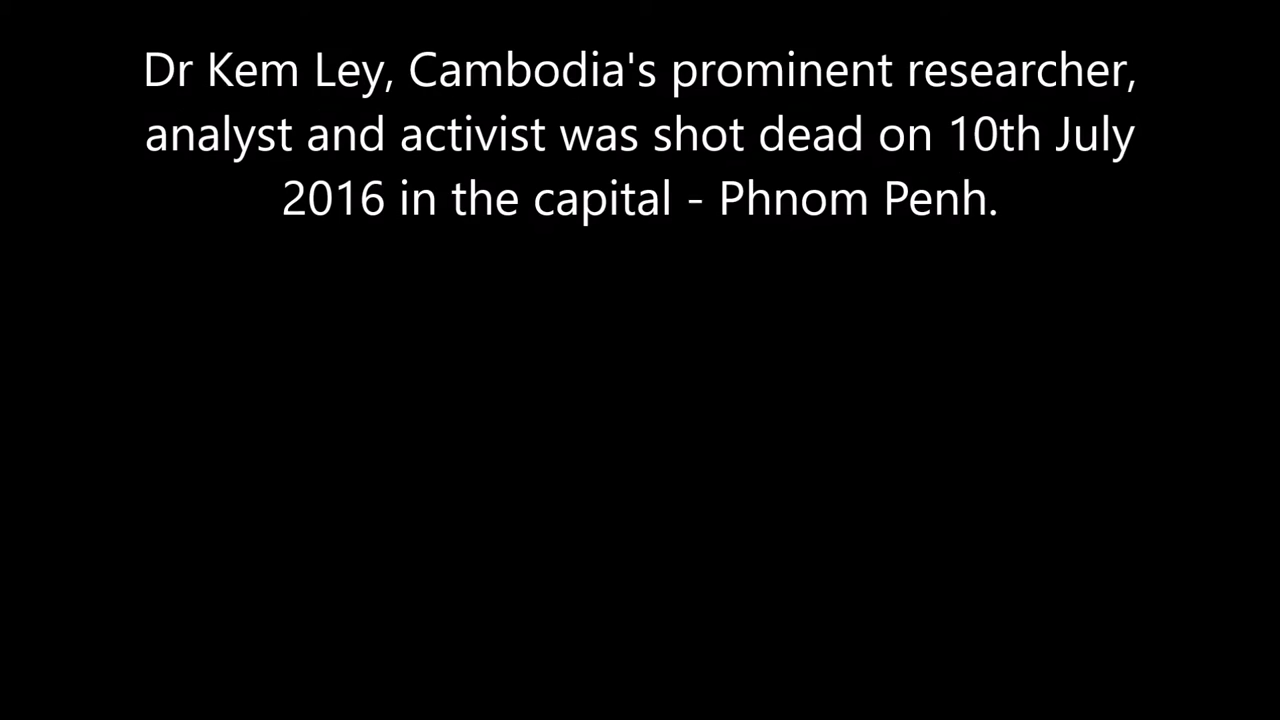 Dr Kem Ley, Cambodia's prominent researcher,
analyst and activist was shot dead on 10th July
2016 in the capital - Phnom Penh.